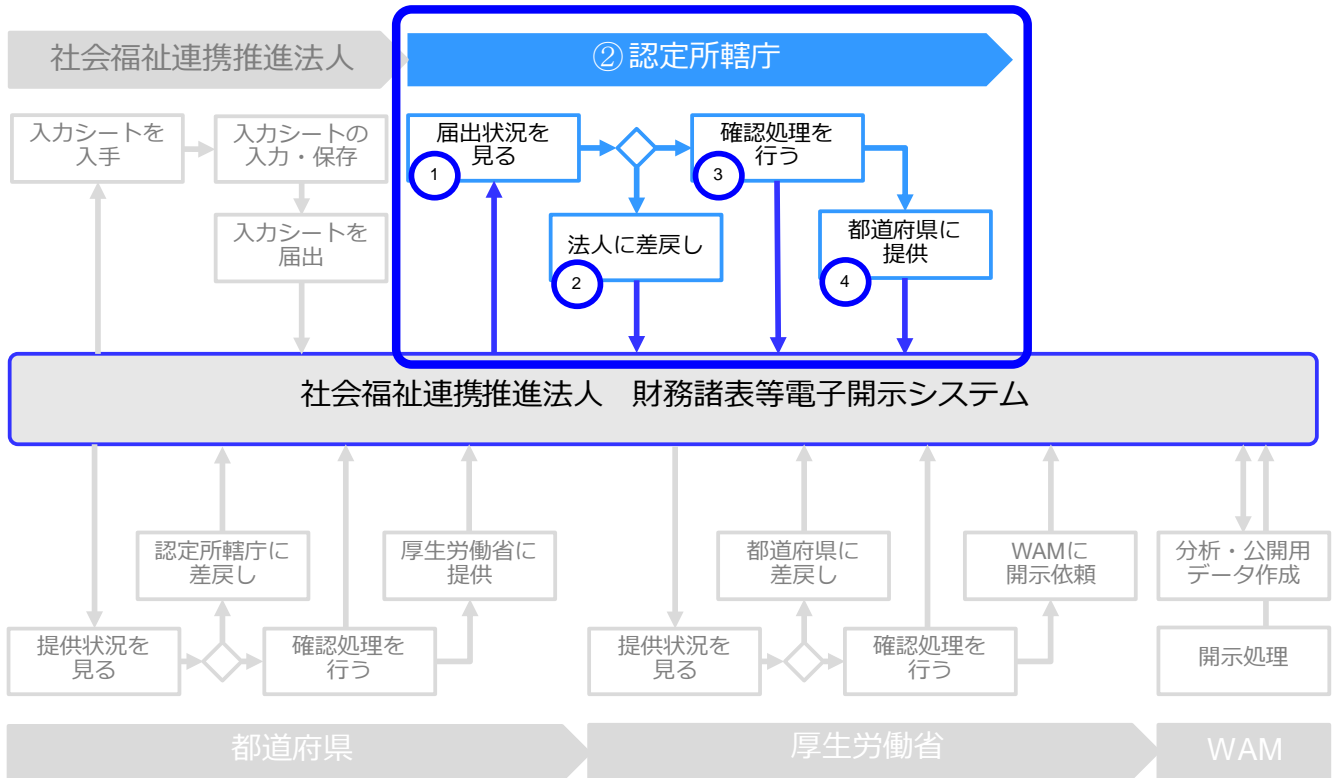 社会福祉連携推進法人
②認定所轄庁
入力シートを
入手
入力シートの
入力・保存
入力シートを
届出
届出状況を
見る
1
法人に差戻し
2
確認処理を
行う
3
都道府県に
提供
4
社会福祉連携推進法人　財務諸表等電子開示システム
提供状況を
見る
認定所轄庁に
差戻し
確認処理を
行う
厚生労働省に
提供
提供状況を
見る
都道府県に
差戻し
確認処理を
行う
WAMに
開示依頼
分析・公開用
データ作成
開示処理
都道府県
厚生労働省
WAM